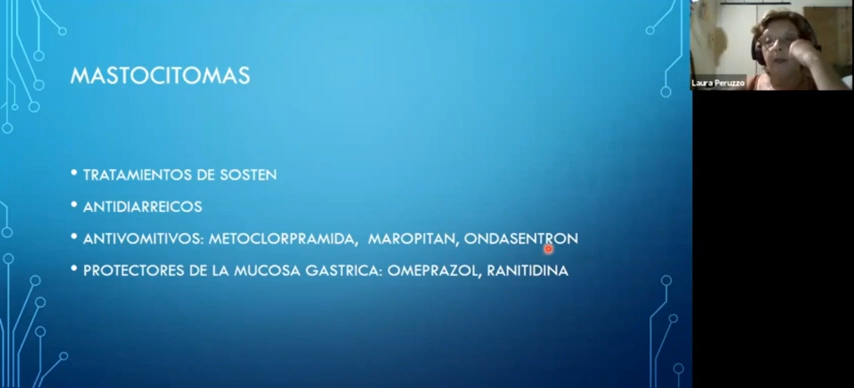 MASTOCITOMAS
• TRATAMIENTOS DE SOSTEN
• ANTIDIARREICOS
• ANTIVOMITIVOS: METOCLORPRAMIDA, MAROPITAN, ONDASENTRON
• PROTECTORES DE LA MUCOSA GASTRICA: OMEPRAZOL, RANITIDINA
Laura Peruzzo